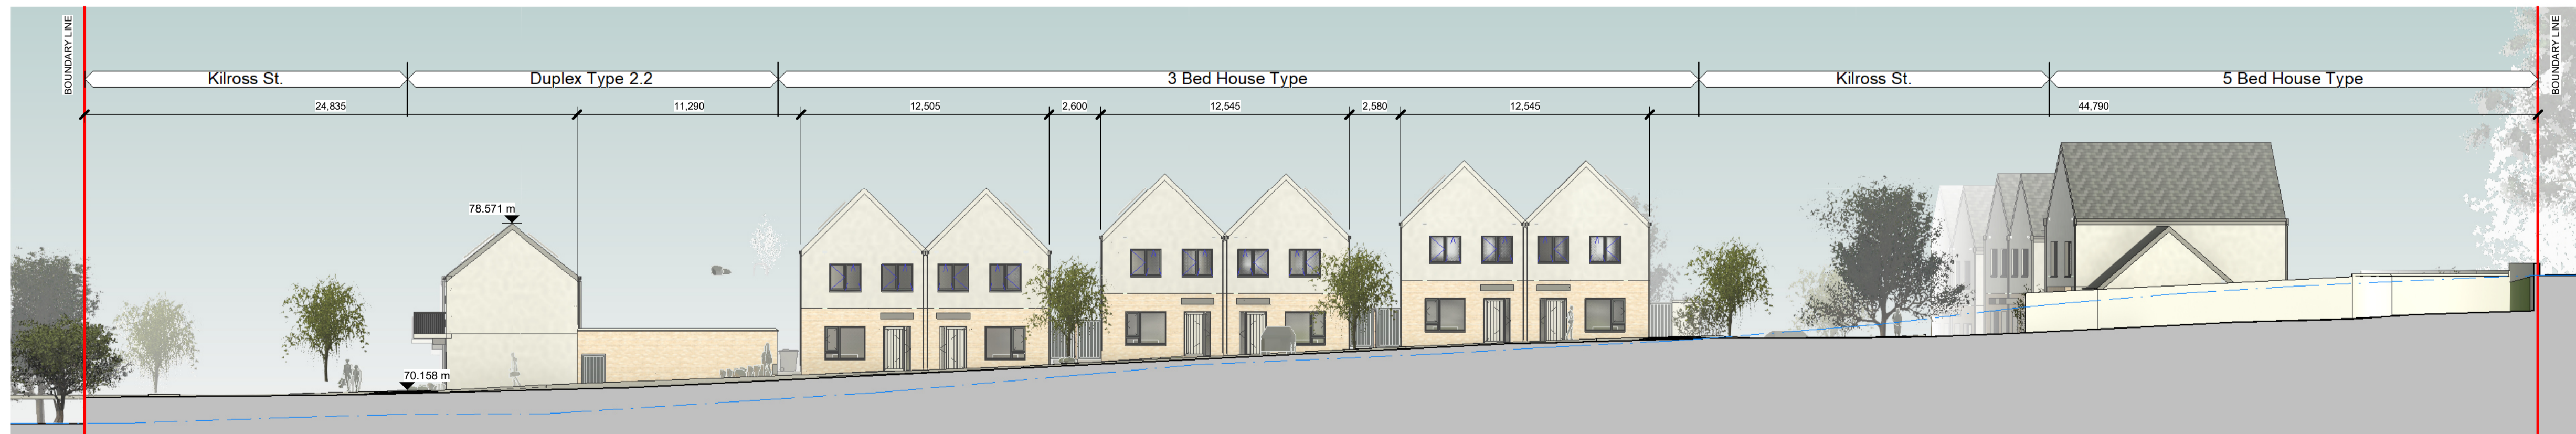 BOUNDARY LINE
BOUNDARY LINE
Kilross St.
Duplex Type 2.2
3 Bed House Type
Kilross St.
5 Bed House Type
24,835
11,290
12,505
2,600
12,545
2,580
12,545
44,790
78.571 m
70.158 m